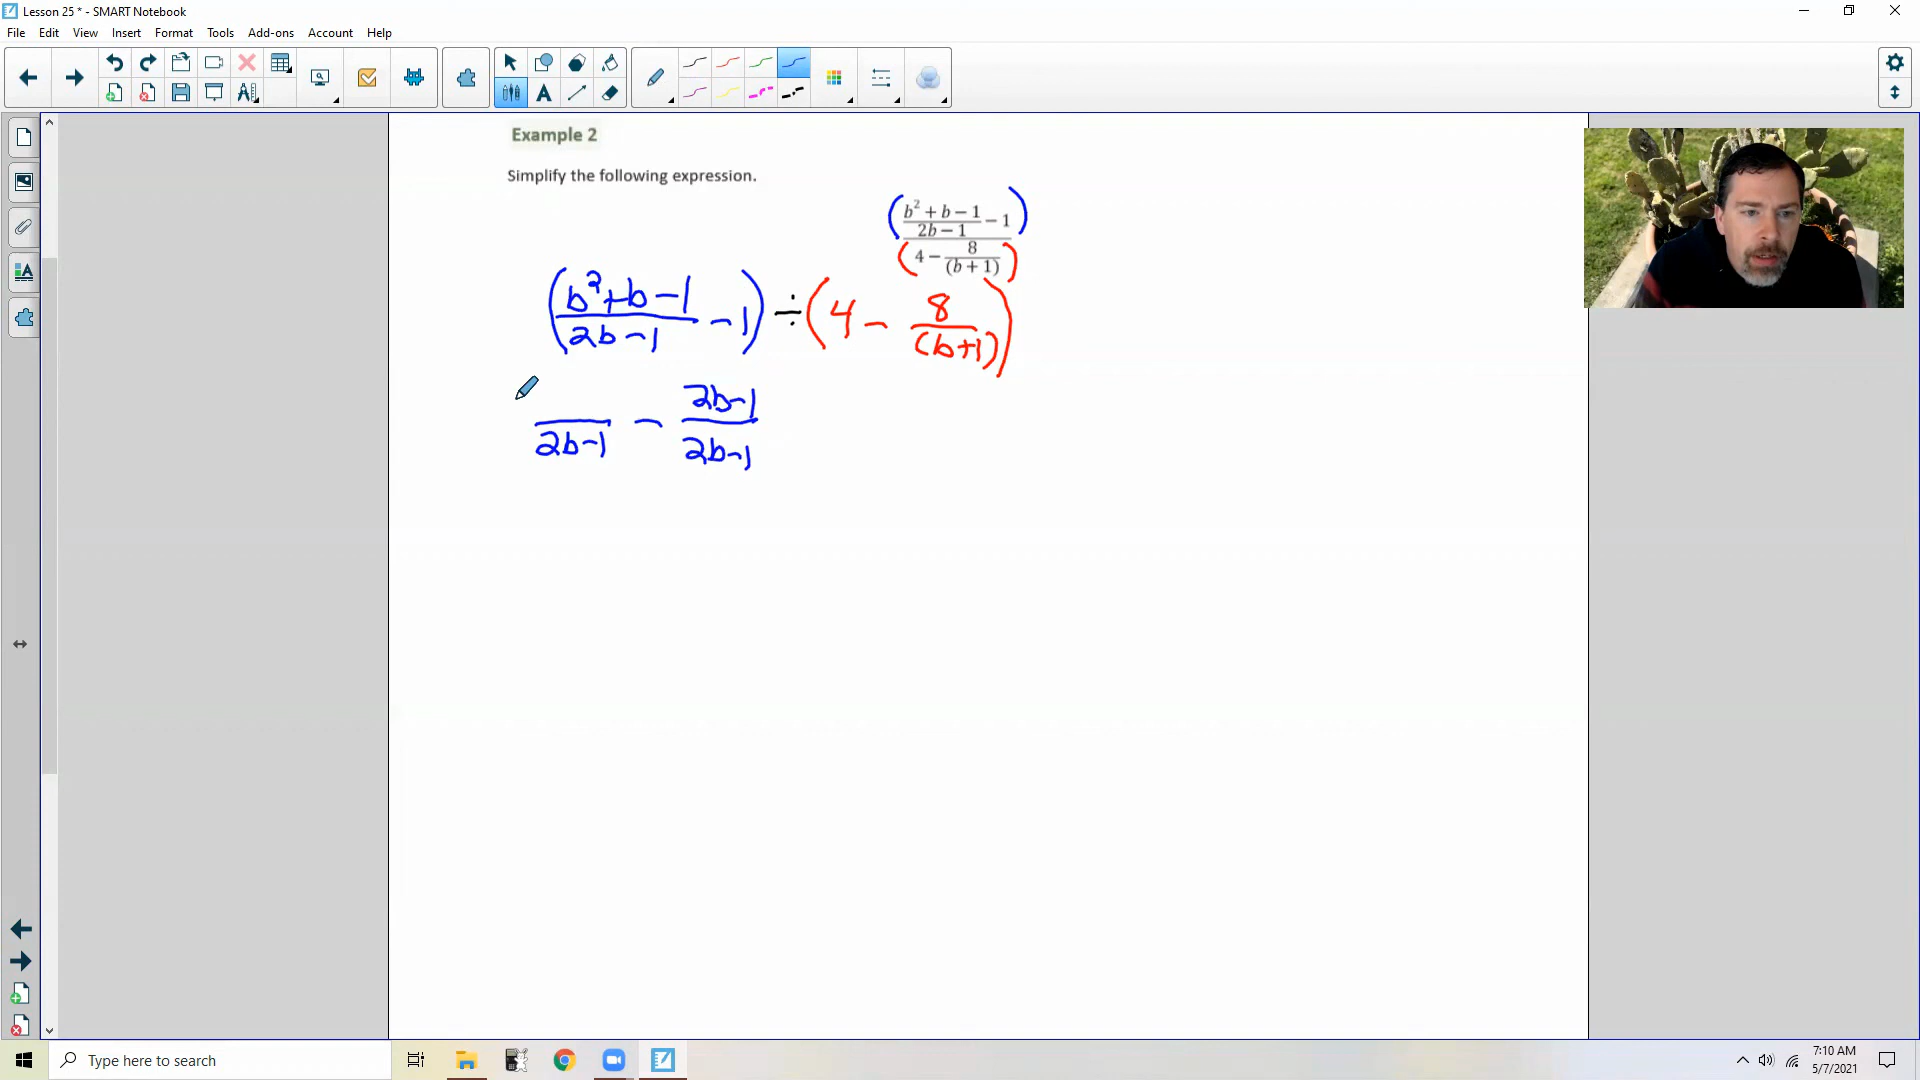 Lesson 25 * - SMART Notebook
File Edit View Insert Format Tools Add-ons Account Help
Example 2
Simplify the following expression.
b² + b − 1
2b − 1
− 1
4 −
8
(b + 1)
(b²+b−1 / 2b−1 − 1) ÷ (4 − 8 / (b+1))
2b−1
2b−1 − 2b−1
Type here to search
7:10 AM
5/7/2021